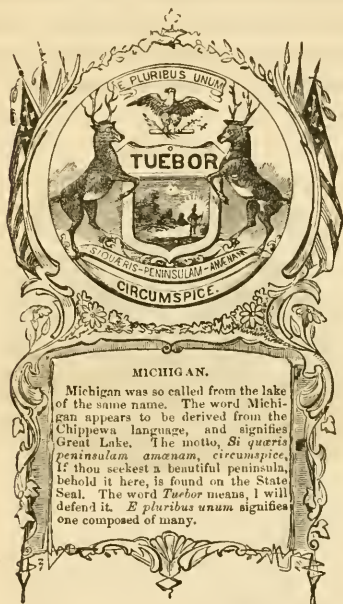 E PLURIBUS UNUM
TUEBOR
SI QUÆRIS-PENINSULAM-AMÆNAM
CIRCUMSPICE.
MICHIGAN.
Michigan was so called from the lake
of the same name. The word Michi-
gan appears to be derived from the
Chippewa language, and signifies
Great Lake. The motto, Si quæris
peninsulam amœnam, circumspice,
If thou seekest a beautiful peninsula,
behold it here, is found on the State
Seal. The word Tuebor means, I will
defend it. E pluribus unum signifies
one composed of many.